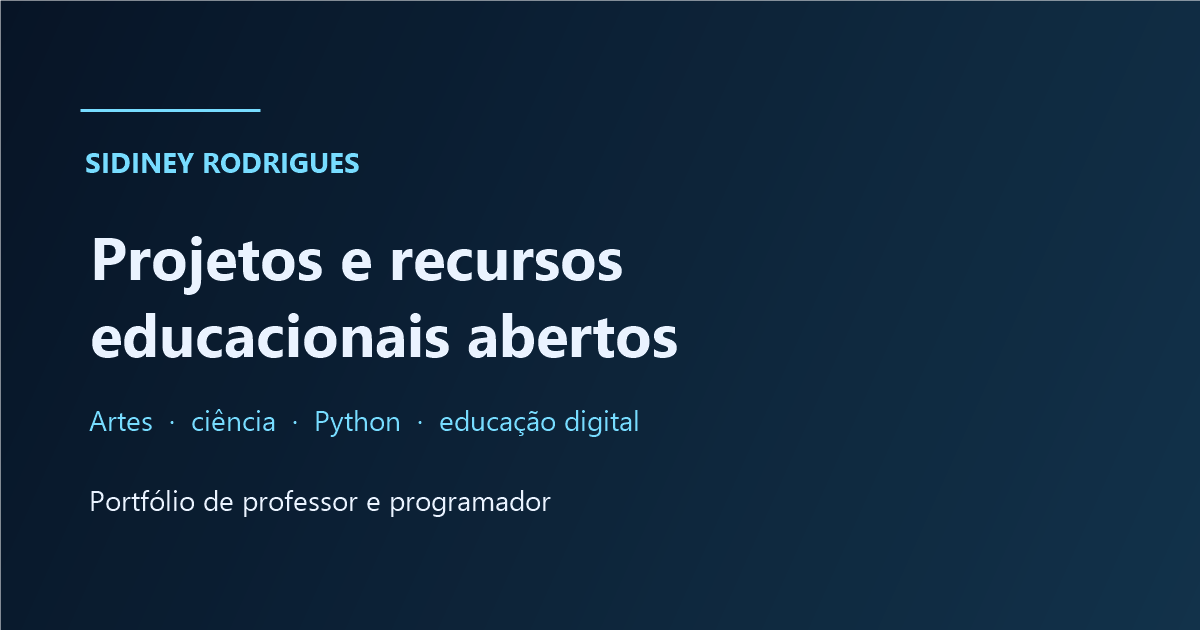 SIDINEY RODRIGUES
Projetos e recursos
educacionais abertos
Artes · ciência · Python · educação digital
Portfólio de professor e programador